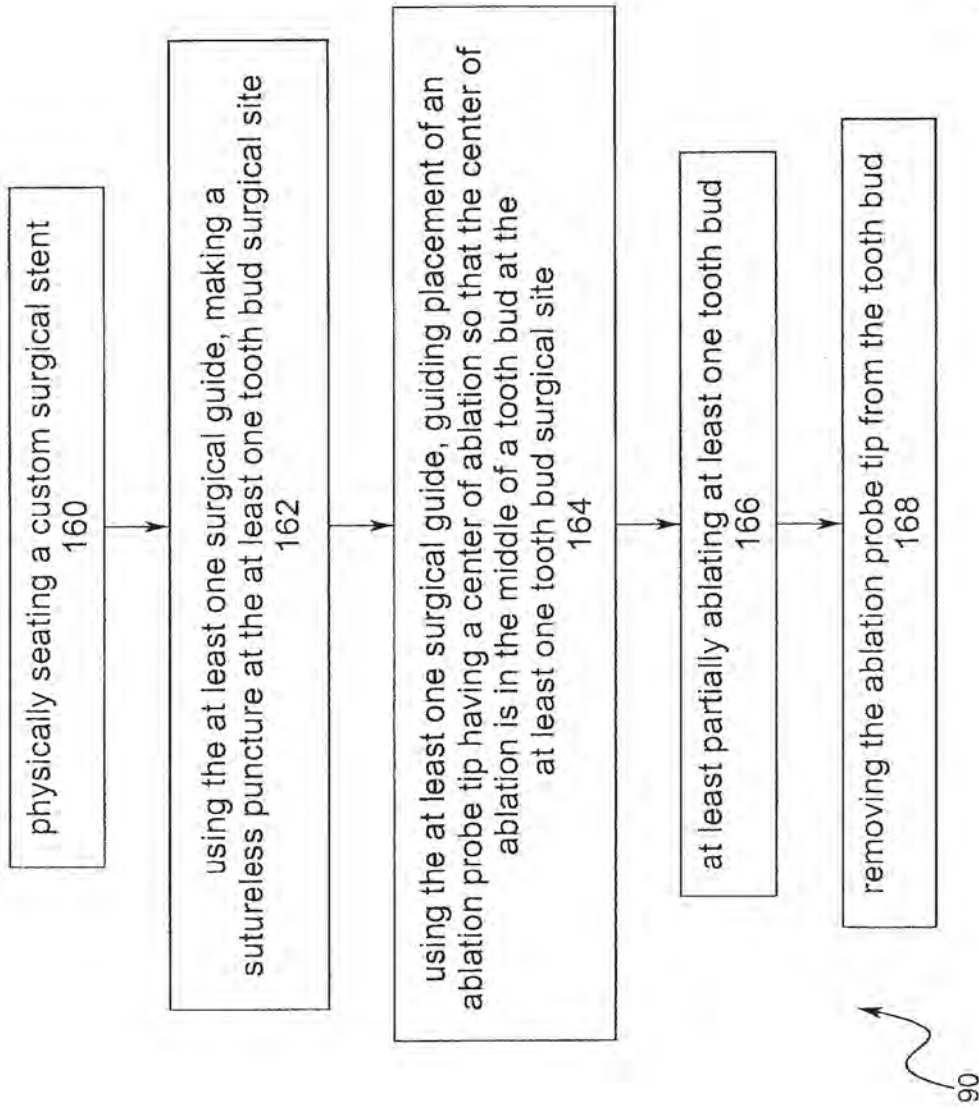 physically seating a custom surgical stent
160
using the at least one surgical guide, making a
sutureless puncture at the at least one tooth bud surgical site
162
using the at least one surgical guide, guiding placement of an
ablation probe tip having a center of ablation so that the center of
ablation is in the middle of a tooth bud at the
at least one tooth bud surgical site
164
at least partially ablating at least one tooth bud
166
removing the ablation probe tip from the tooth bud
168
90